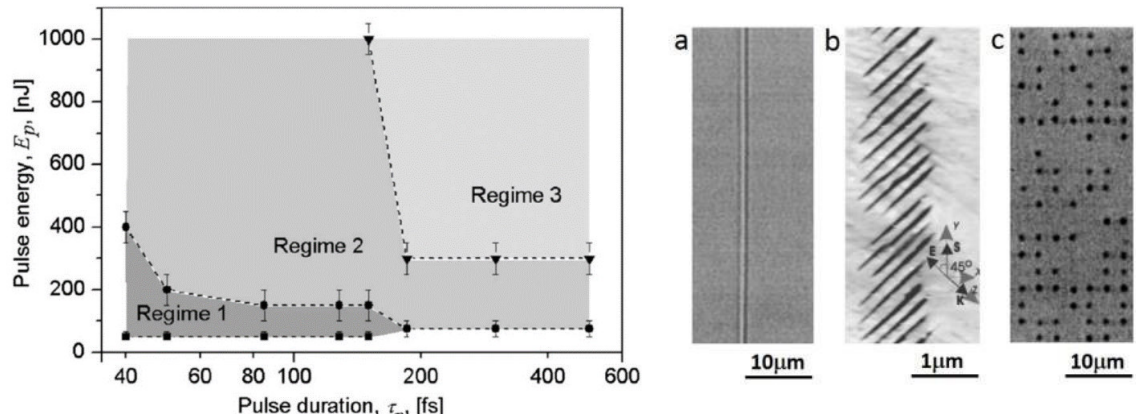 Pulse energy, Eₚ, [nJ]
1000
800
600
400
200
0
Regime 1
Regime 2
Regime 3
40
60
80
100
200
400
600
Pulse duration, τₚ, [fs]
a
10μm
b
y
E
S
45°
x
z
K
1μm
c
10μm